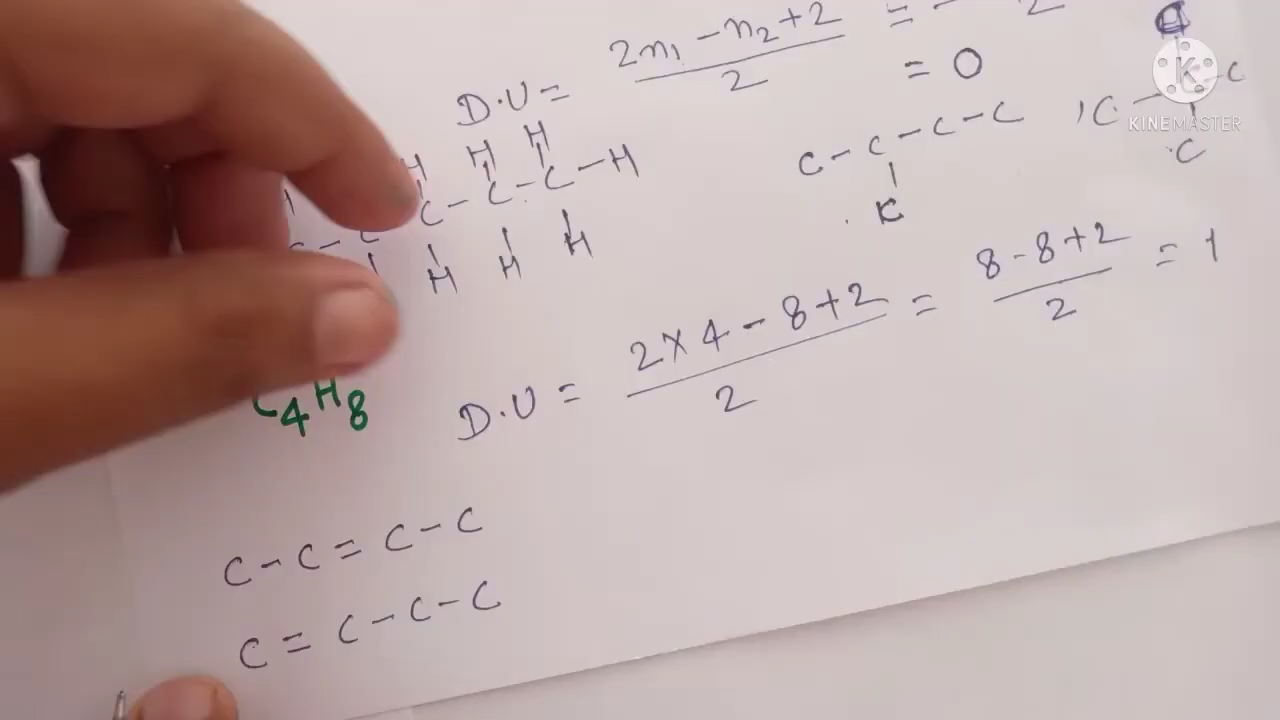 D.U = 2n₁ - n₂ + 2 / 2 =
= 0
H H H
C - C - C - H
H H H
C - C - C - C
C
C C
C
KINEMASTER
C₄H₈
D.U = 2×4 - 8+2 / 2 = 8-8+2 / 2 = 1
C - C = C - C
C = C - C - C